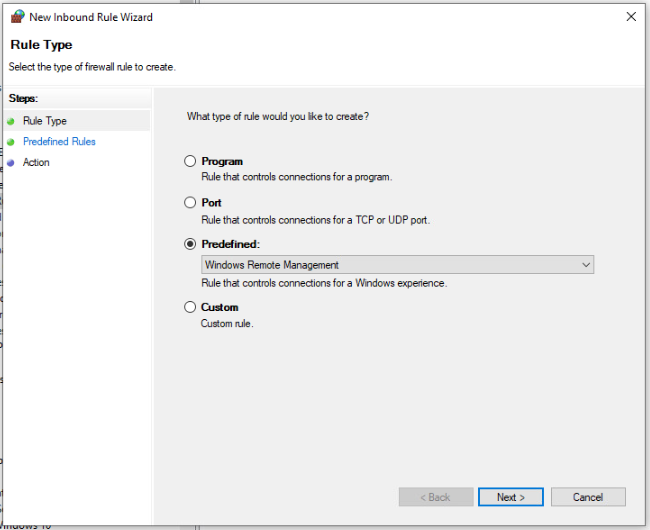 New Inbound Rule Wizard
Rule Type
Select the type of firewall rule to create.
Steps:
Rule Type
Predefined Rules
Action
What type of rule would you like to create?
Program
Rule that controls connections for a program.
Port
Rule that controls connections for a TCP or UDP port.
Predefined:
Windows Remote Management
Rule that controls connections for a Windows experience.
Custom
Custom rule.
< Back
Next >
Cancel